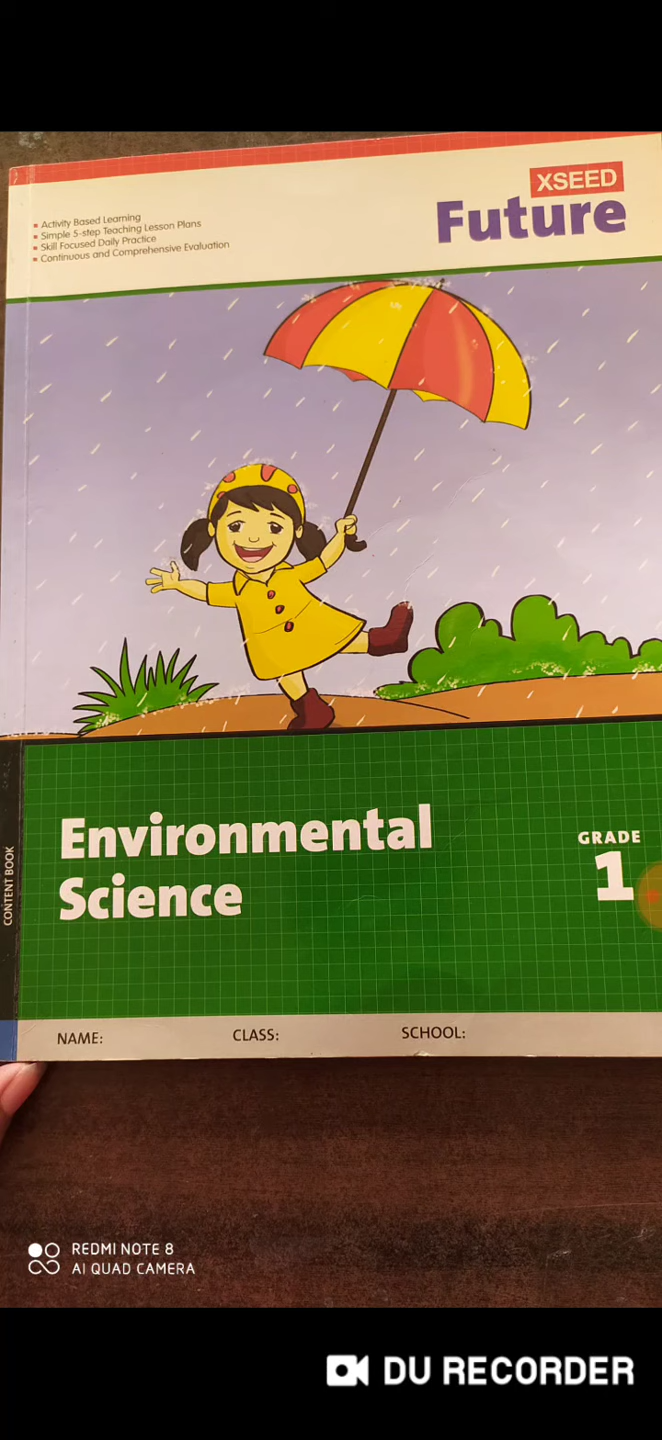 Activity Based Learning
Simple 5-step Teaching Lesson Plans
Skill Focused Daily Practice
Continuous and Comprehensive Evaluation
XSEED
Future
CONTENT BOOK
Environmental
Science
GRADE
1
NAME:
CLASS:
SCHOOL:
REDMI NOTE 8
AI QUAD CAMERA
DU RECORDER